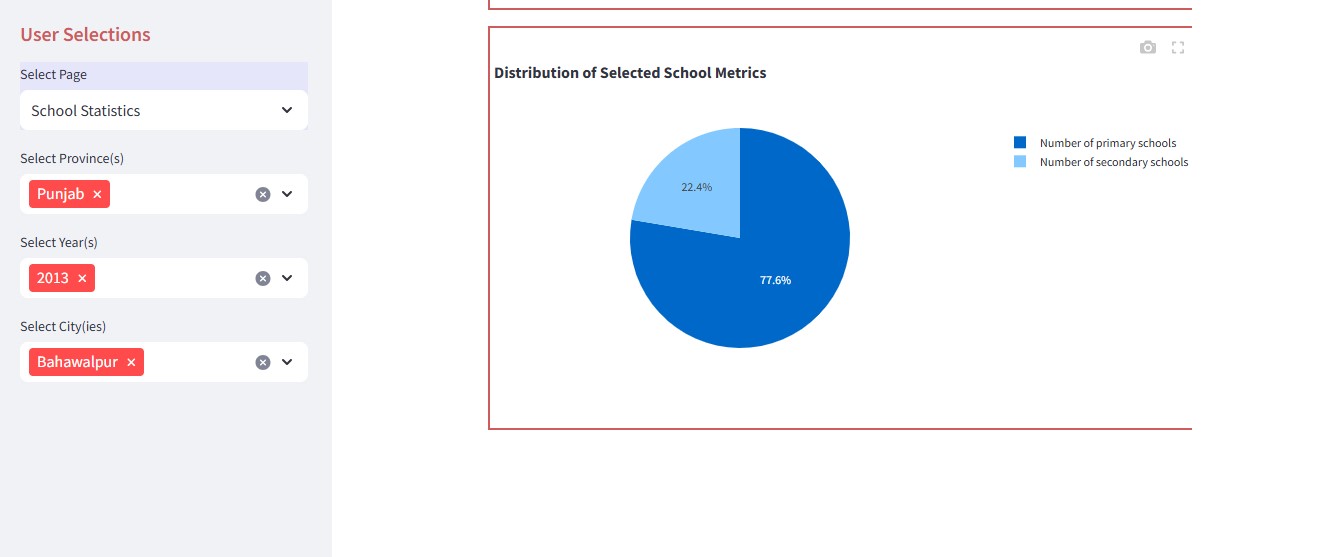 User Selections
Select Page
School Statistics
Select Province(s)
Punjab
Select Year(s)
2013
Select City(ies)
Bahawalpur
Distribution of Selected School Metrics
Number of primary schools
Number of secondary schools
22.4%
77.6%